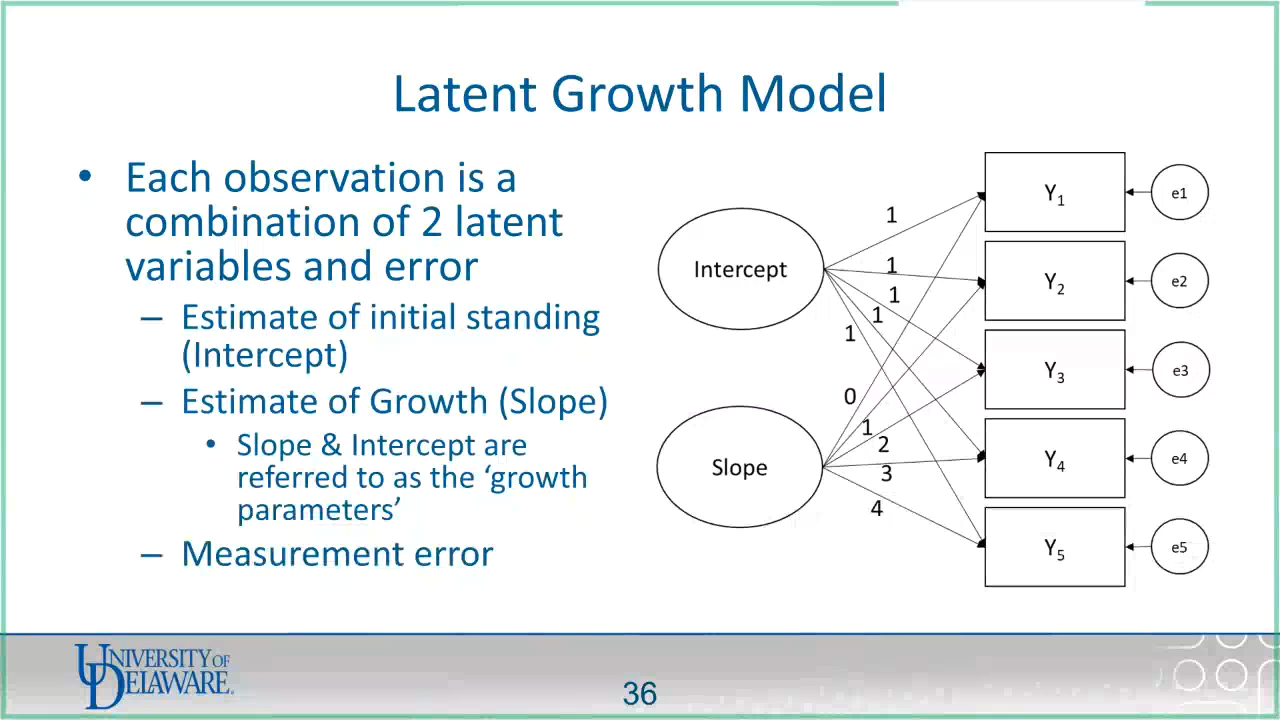 Latent Growth Model
• Each observation is a
combination of 2 latent
variables and error
– Estimate of initial standing
(Intercept)
– Estimate of Growth (Slope)
• Slope & Intercept are
referred to as the ‘growth
parameters’
– Measurement error
Intercept
Slope
1
1
1
1
1
0
1
2
3
4
Y1
Y2
Y3
Y4
Y5
e1
e2
e3
e4
e5
UNIVERSITY OF
DELAWARE.
36